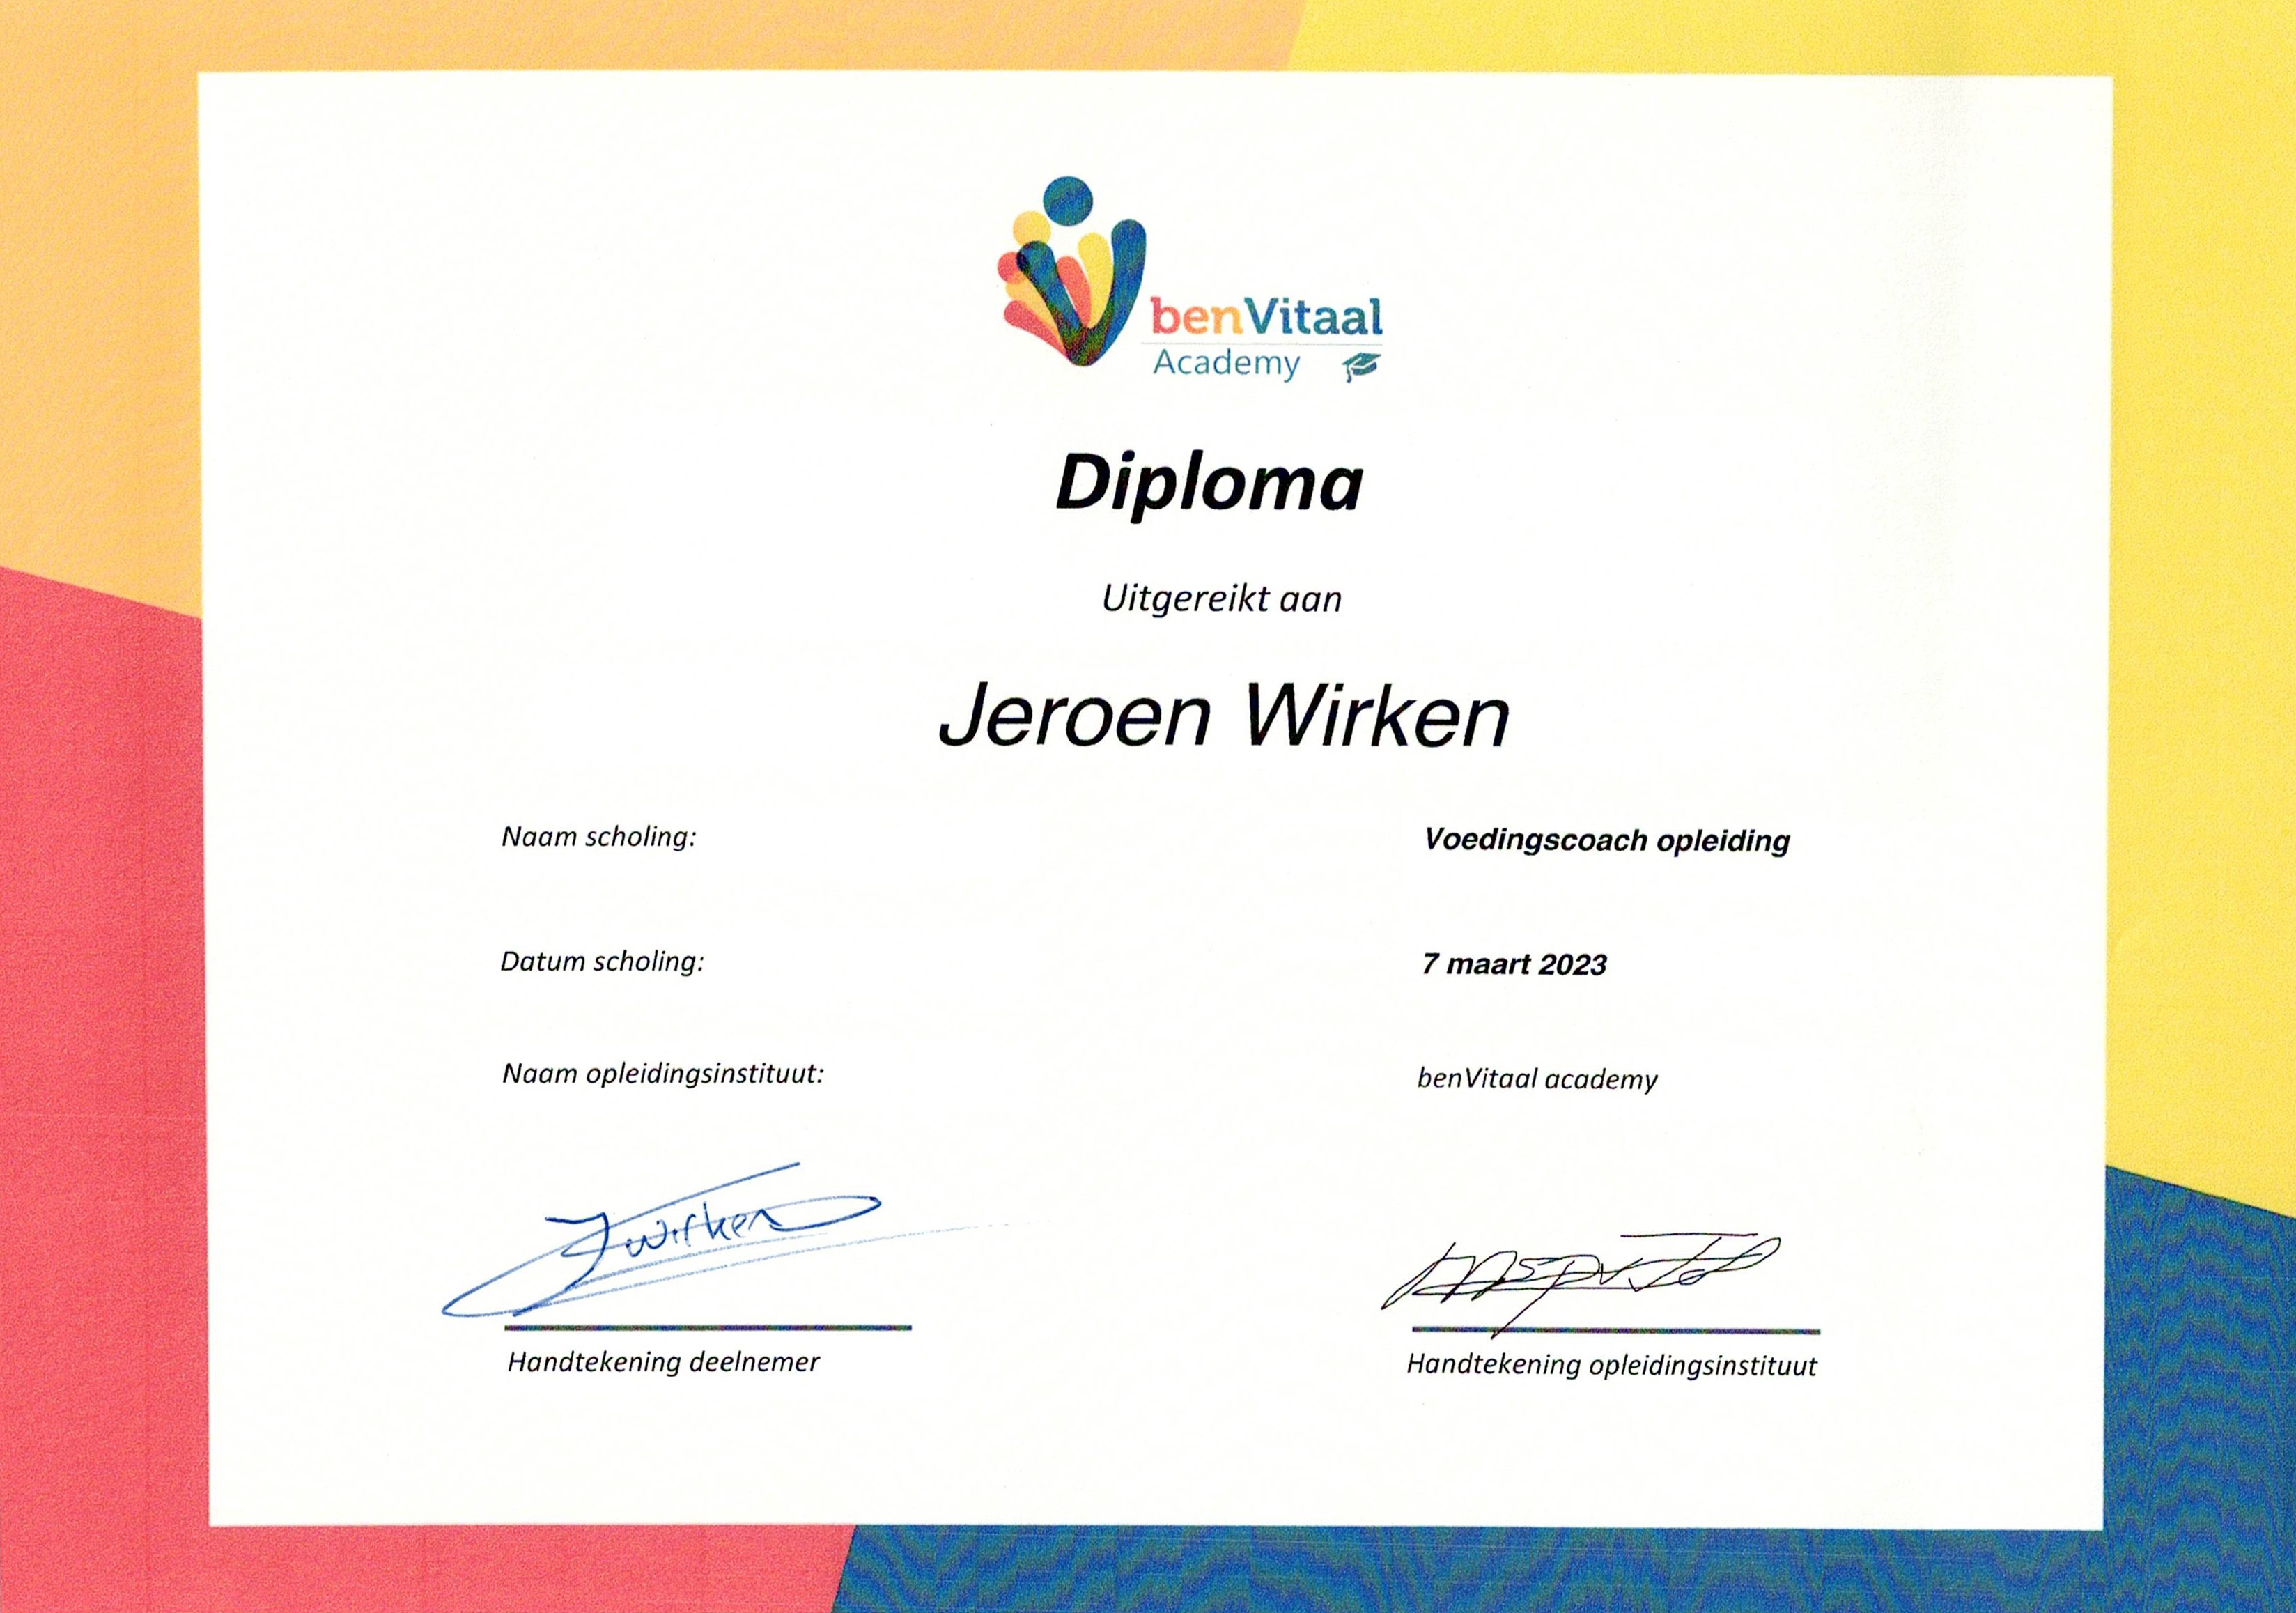 benVitaal
Academy
Diploma
Uitgereikt aan
Jeroen Wirken
Naam scholing: Voedingscoach opleiding
Datum scholing: 7 maart 2023
Naam opleidingsinstituut: benVitaal academy
JWirken
Handtekening deelnemer Handtekening opleidingsinstituut